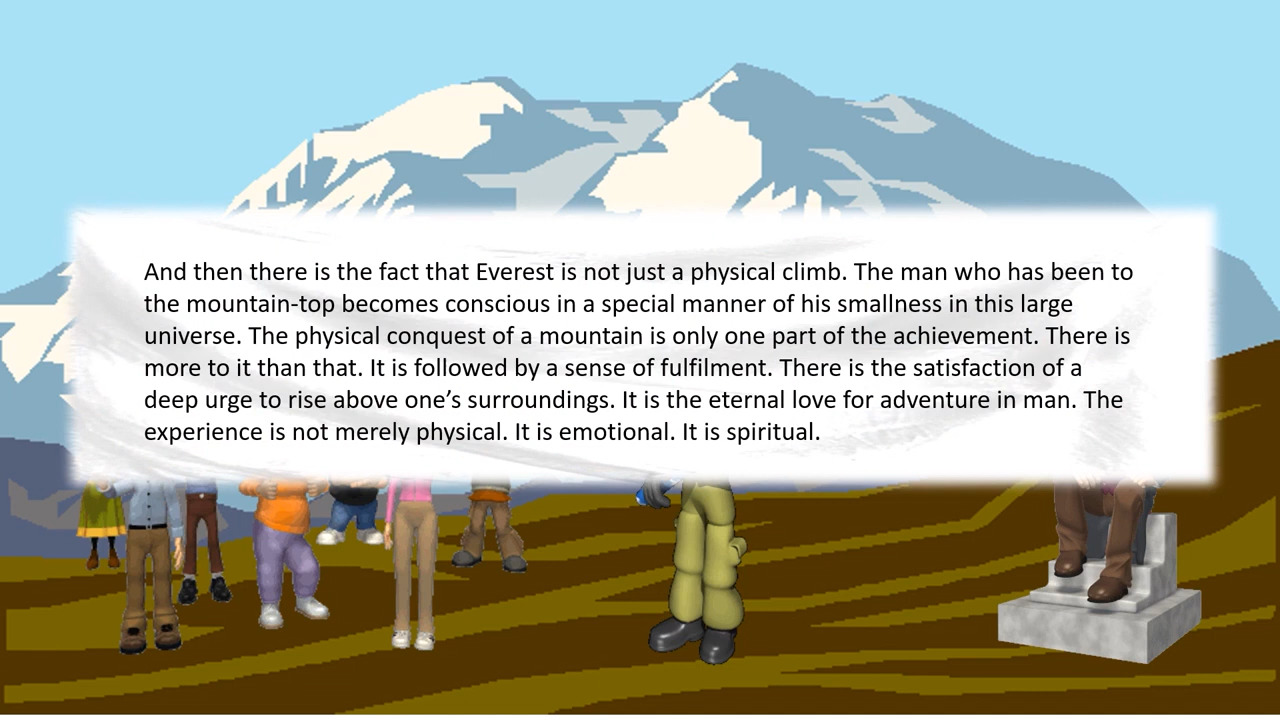 And then there is the fact that Everest is not just a physical climb. The man who has been to
the mountain-top becomes conscious in a special manner of his smallness in this large
universe. The physical conquest of a mountain is only one part of the achievement. There is
more to it than that. It is followed by a sense of fulfilment. There is the satisfaction of a
deep urge to rise above one’s surroundings. It is the eternal love for adventure in man. The
experience is not merely physical. It is emotional. It is spiritual.